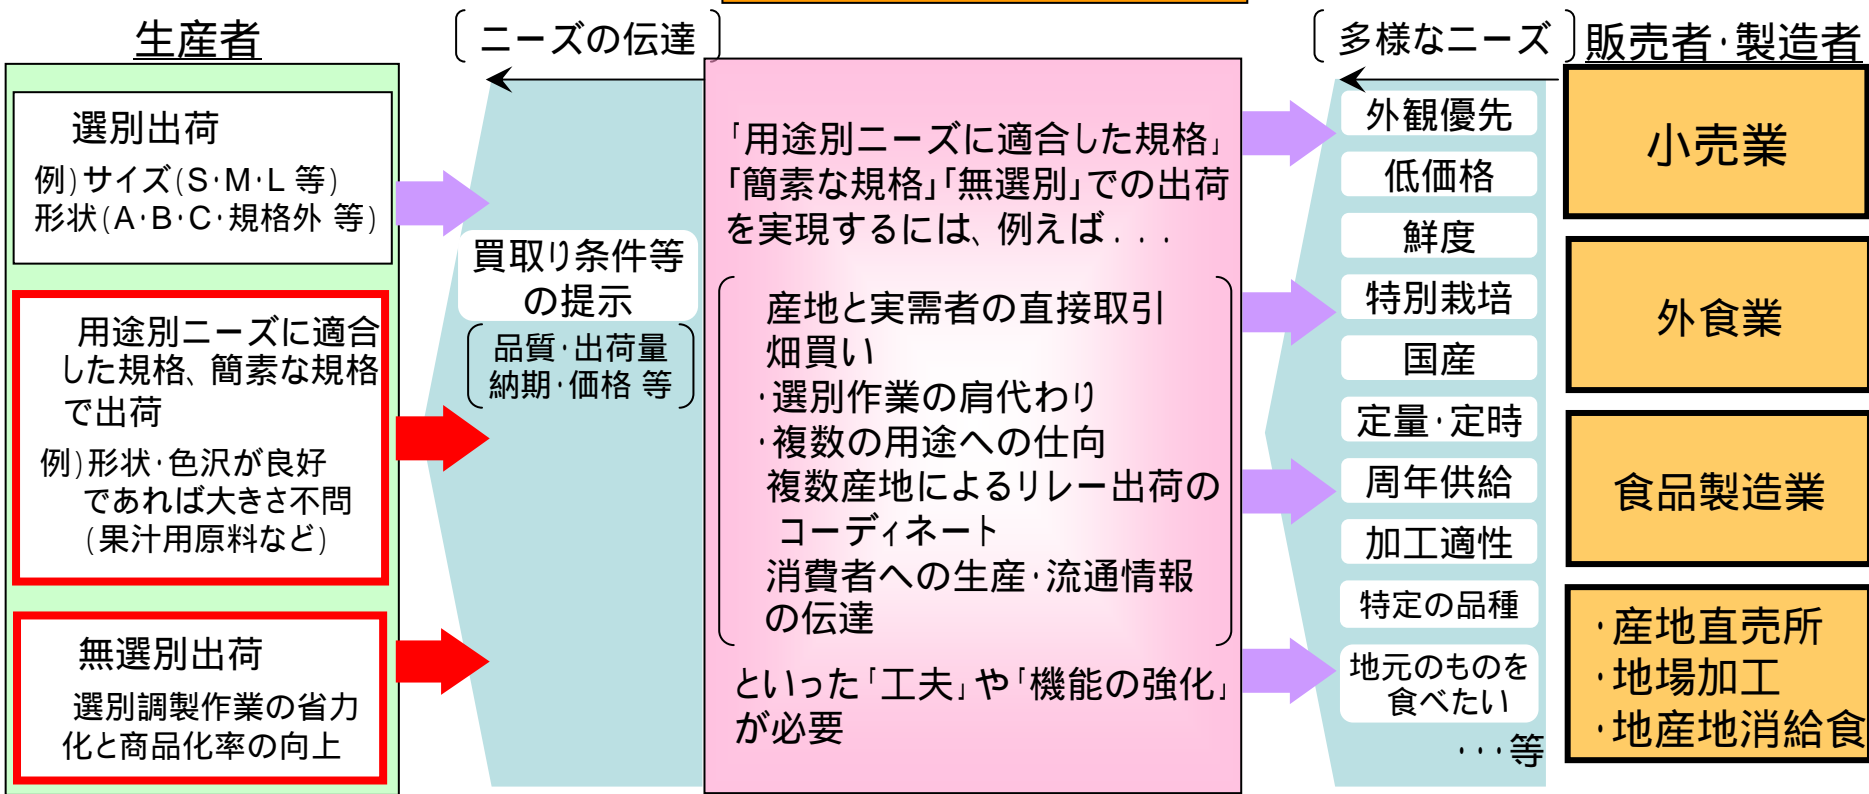 生産者
選別出荷
例)サイズ(S・M・L 等)
形状(A・B・C・規格外 等)
用途別ニーズに適合
した規格、簡素な規格
で出荷
例)形状・色沢が良好
であれば大きさ不問
(果汁用原料など)
無選別出荷
選別調製作業の省力
化と商品化率の向上
ニーズの伝達
買取り条件等
の提示
品質・出荷量
納期・価格 等
「用途別ニーズに適合した規格」
「簡素な規格」「無選別」での出荷
を実現するには、例えば...
産地と実需者の直接取引
畑買い
・選別作業の肩代わり
・複数の用途への仕向
複数産地によるリレー出荷の
コーディネート
消費者への生産・流通情報
の伝達
といった「工夫」や「機能の強化」
が必要
多様なニーズ
外観優先
低価格
鮮度
特別栽培
国産
定量・定時
周年供給
加工適性
特定の品種
地元のものを
食べたい
・・・等
販売者・製造者
小売業
外食業
食品製造業
・産地直売所
・地場加工
・地産地消給食